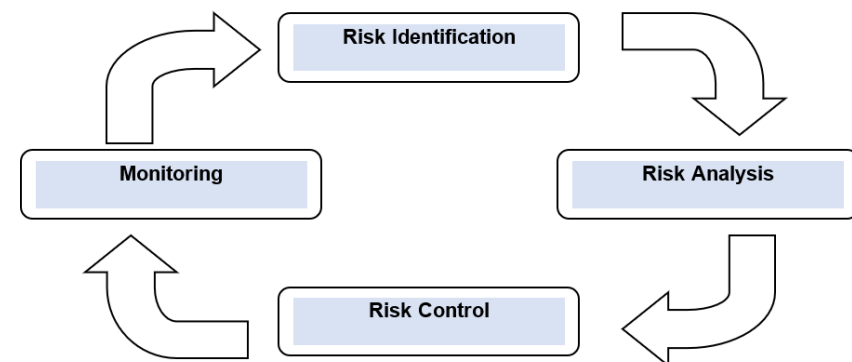 Risk Identification
Monitoring
Risk Analysis
Risk Control